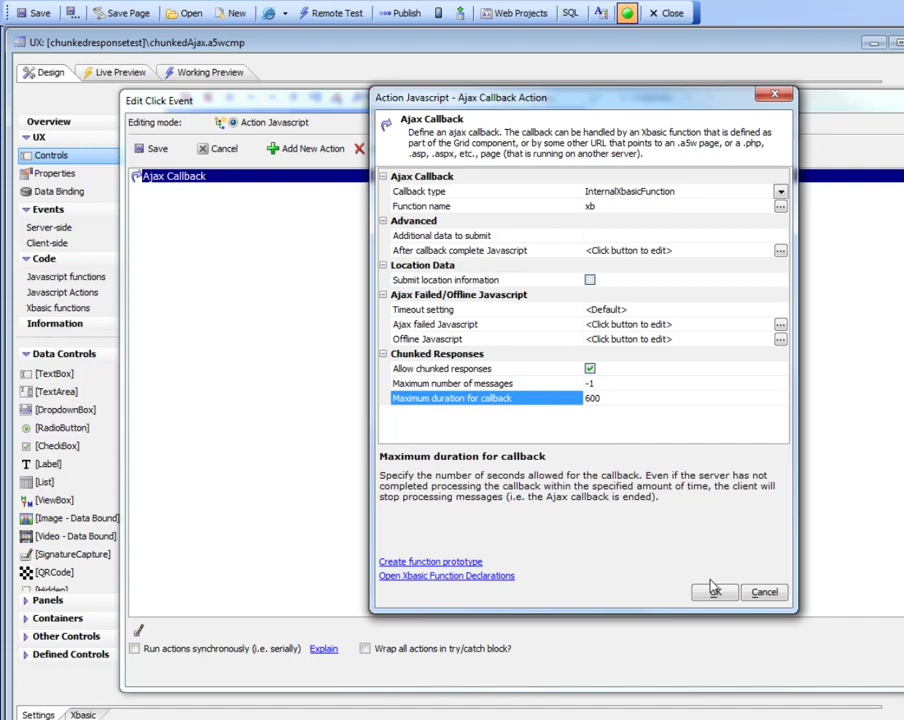 Save Save Page Open New Remote Test Publish Web Projects SQL Close
UX: [chunkedresponsetest]\chunkedAjax.a5wcmp
Design Live Preview Working Preview
Overview
UX
Controls
Properties
Data Binding
Events
Server-side
Client-side
Code
Javascript functions
Javascript Actions
Xbasic functions
Information
Data Controls
[TextBox]
[TextArea]
[DropdownBox]
[RadioButton]
[CheckBox]
[Label]
[List]
[ViewBox]
[Image - Data Bound]
[Video - Data Bound]
[SignatureCapture]
[QRCode]
[Hidden]
Panels
Containers
Other Controls
Defined Controls
Settings Xbasic
Edit Click Event
Editing mode: Action Javascript
Save Cancel Add New Action
Ajax Callback
Run actions synchronously (i.e. serially) Explain Wrap all actions in try/catch block?
Action Javascript - Ajax Callback Action
Ajax Callback
Define an ajax callback. The callback can be handled by an Xbasic function that is defined as
part of the Grid component, or by some other URL that points to an .a5w page, or a .php,
.asp, .aspx, etc., page (that is running on another server).
Ajax Callback
Callback type InternalXbasicFunction
Function name xb
Advanced
Additional data to submit
After callback complete Javascript <Click button to edit>
Location Data
Submit location information
Ajax Failed/Offline Javascript
Timeout setting <Default>
Ajax failed Javascript <Click button to edit>
Offline Javascript <Click button to edit>
Chunked Responses
Allow chunked responses
Maximum number of messages -1
Maximum duration for callback 600
Maximum duration for callback
Specify the number of seconds allowed for the callback. Even if the server has not
completed processing the callback within the specified amount of time, the client will
stop processing messages (i.e. the Ajax callback is ended).
Create function prototype
Open Xbasic Function Declarations
OK Cancel